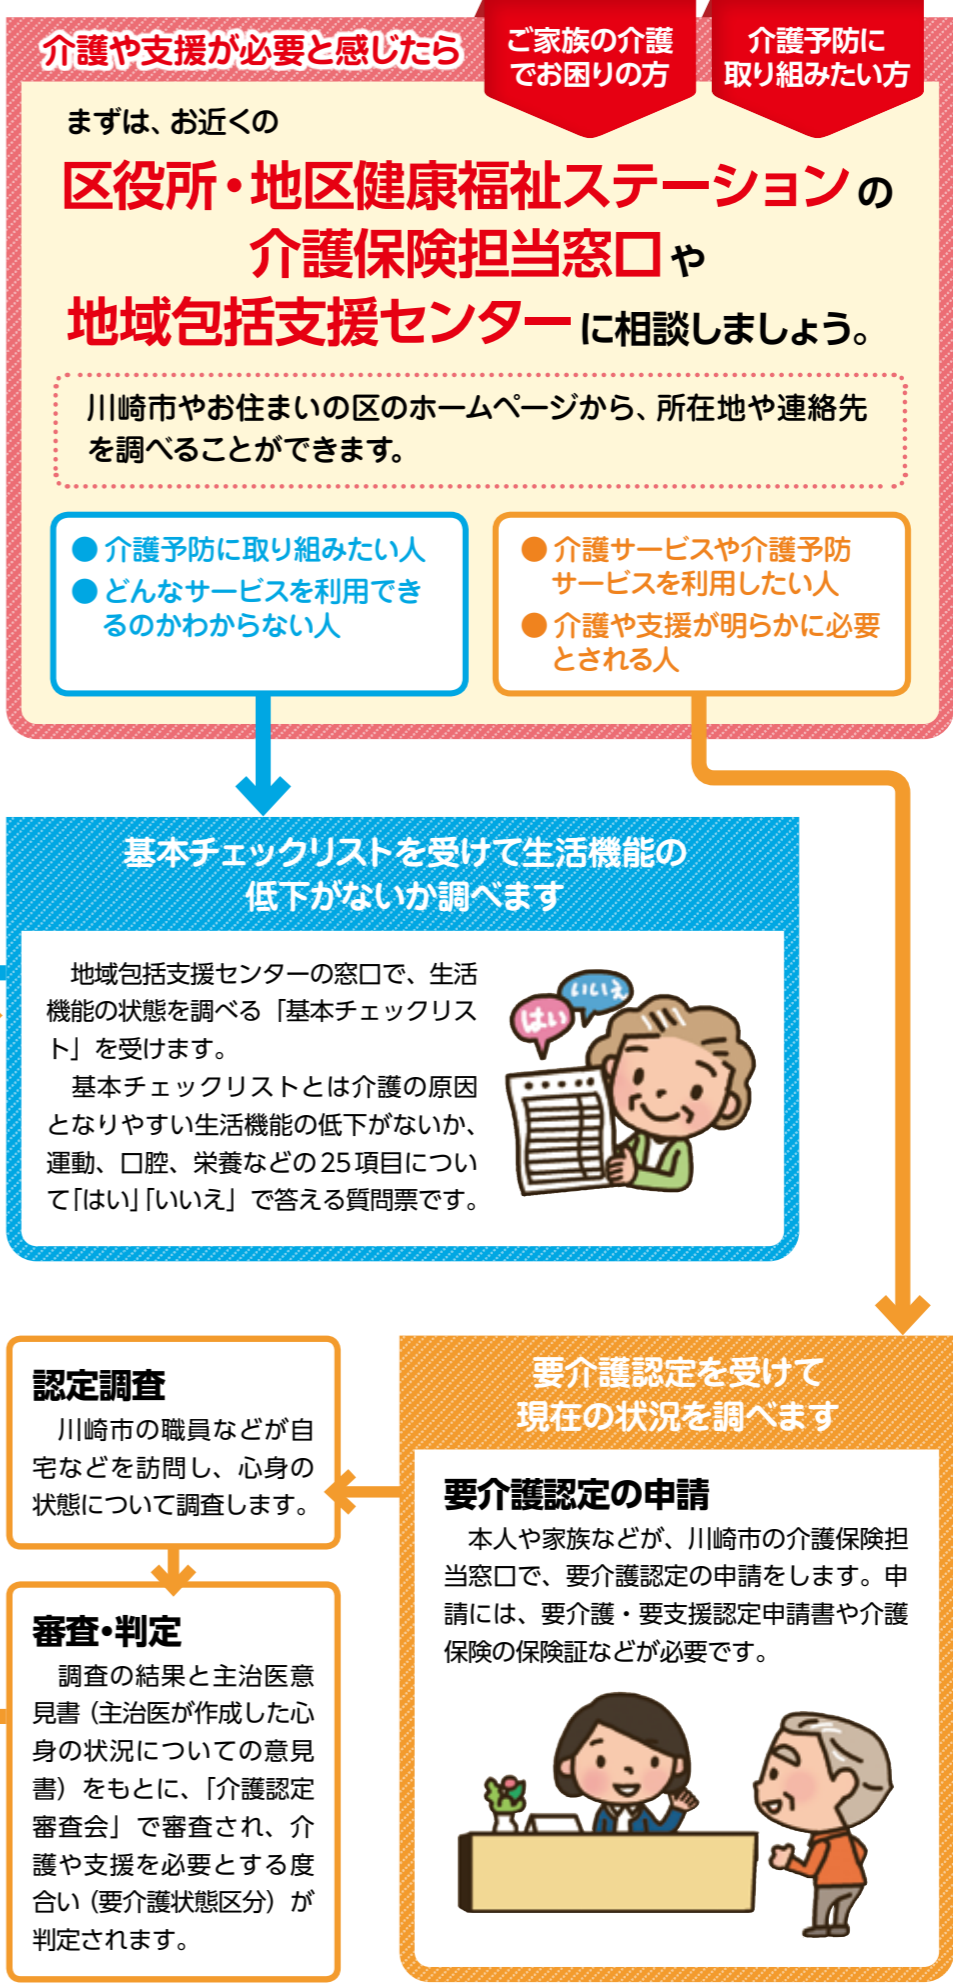 介護や支援が必要と感じたら
ご家族の介護
でお困りの方
介護予防に
取り組みたい方
まずは、お近くの
区役所・地区健康福祉ステーションの
介護保険担当窓口や
地域包括支援センターに相談しましょう。
川崎市やお住まいの区のホームページから、所在地や連絡先
を調べることができます。
● 介護予防に取り組みたい人
● どんなサービスを利用でき
るのかわからない人
● 介護サービスや介護予防
サービスを利用したい人
● 介護や支援が明らかに必要
とされる人
基本チェックリストを受けて生活機能の
低下がないか調べます
地域包括支援センターの窓口で、生活
機能の状態を調べる「基本チェックリス
ト」を受けます。
基本チェックリストとは介護の原因
となりやすい生活機能の低下がないか、
運動、口腔、栄養などの25項目につい
て「はい」「いいえ」で答える質問票です。
はい
いいえ
要介護認定を受けて
現在の状況を調べます
要介護認定の申請
本人や家族などが、川崎市の介護保険担
当窓口で、要介護認定の申請をします。申
請には、要介護・要支援認定申請書や介護
保険の保険証などが必要です。
認定調査
川崎市の職員などが自
宅などを訪問し、心身の
状態について調査します。
審査・判定
調査の結果と主治医意
見書（主治医が作成した心
身の状況についての意見
書）をもとに、「介護認定
審査会」で審査され、介
護や支援を必要とする度
合い（要介護状態区分）が
判定されます。